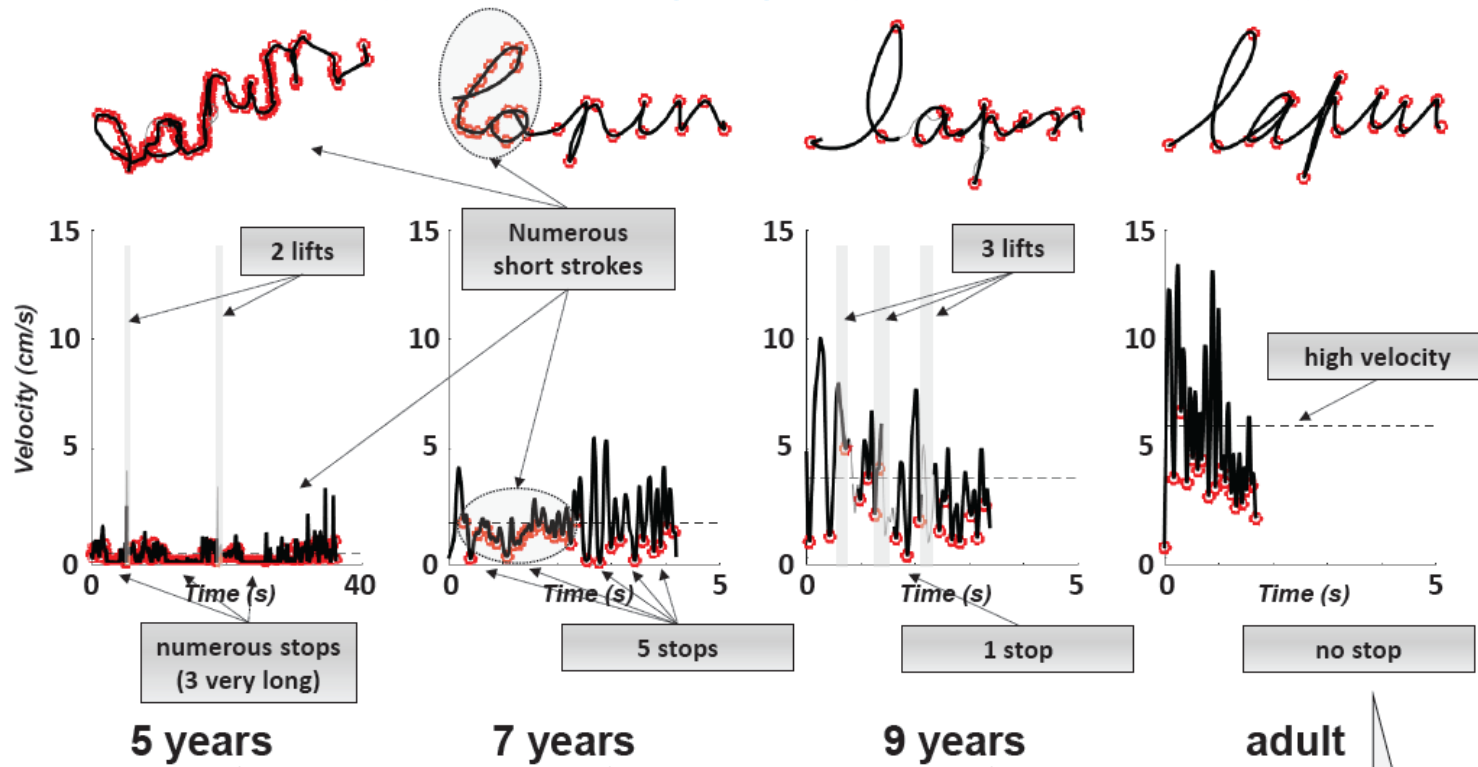 lapin lapin lapin lapin
15 15 15 15
2 lifts
Numerous
short strokes
3 lifts
10 10 10 10
high velocity
Velocity (cm/s)
5 5 5 5
0 0 0 0
0 Time (s) 40
0 Time (s) 5
0 Time (s) 5
0 Time (s) 5
numerous stops
(3 very long)
5 stops
1 stop
no stop
5 years 7 years 9 years adult